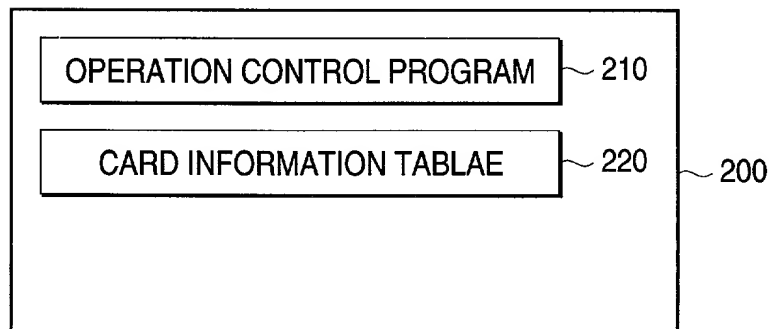 OPERATION CONTROL PROGRAM 210
CARD INFORMATION TABLAE 220
200